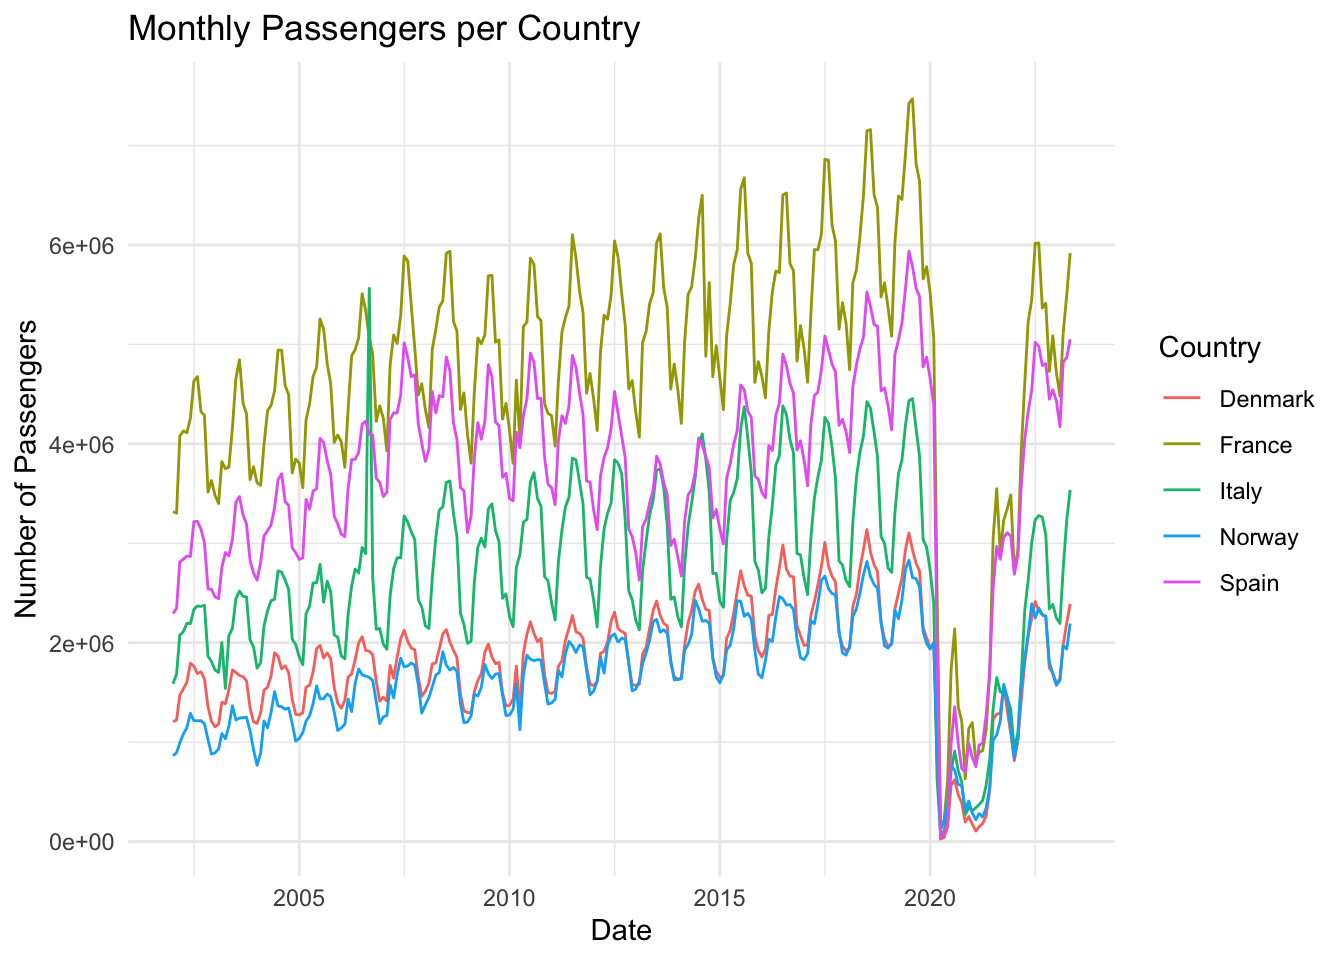 Monthly Passengers per Country
Number of Passengers
6e+06
4e+06
2e+06
0e+00
2005 2010 2015 2020
Date
Country
Denmark
France
Italy
Norway
Spain